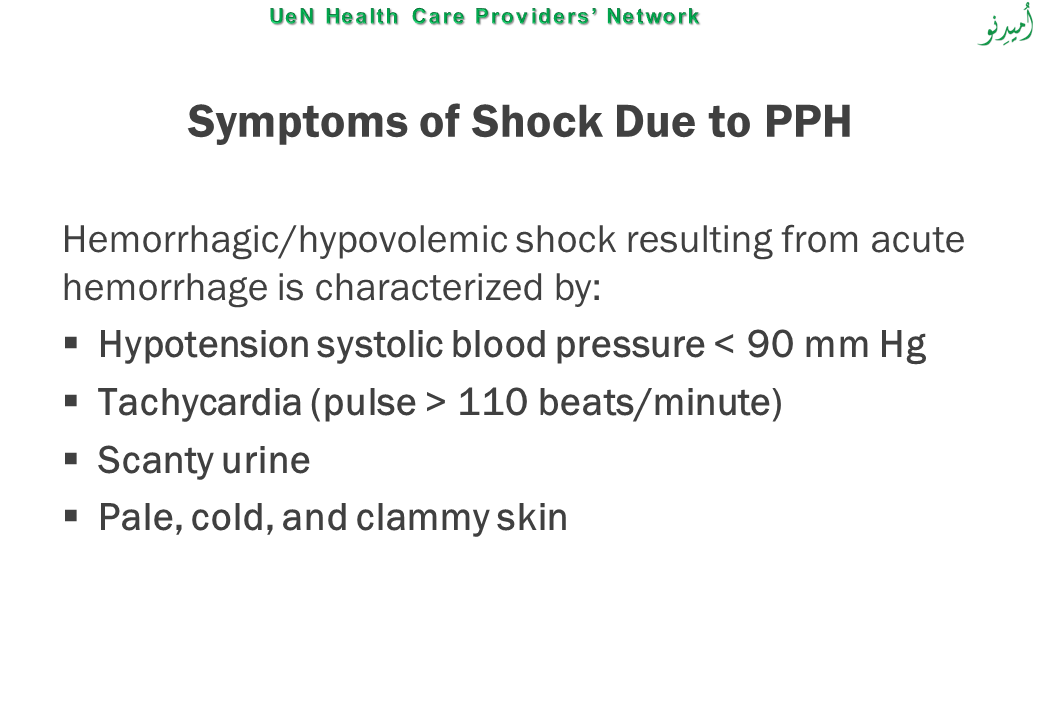 UeN Health Care Providers’ Network
أُميدِنو
Symptoms of Shock Due to PPH
Hemorrhagic/hypovolemic shock resulting from acute
hemorrhage is characterized by:
▪ Hypotension systolic blood pressure < 90 mm Hg
▪ Tachycardia (pulse > 110 beats/minute)
▪ Scanty urine
▪ Pale, cold, and clammy skin